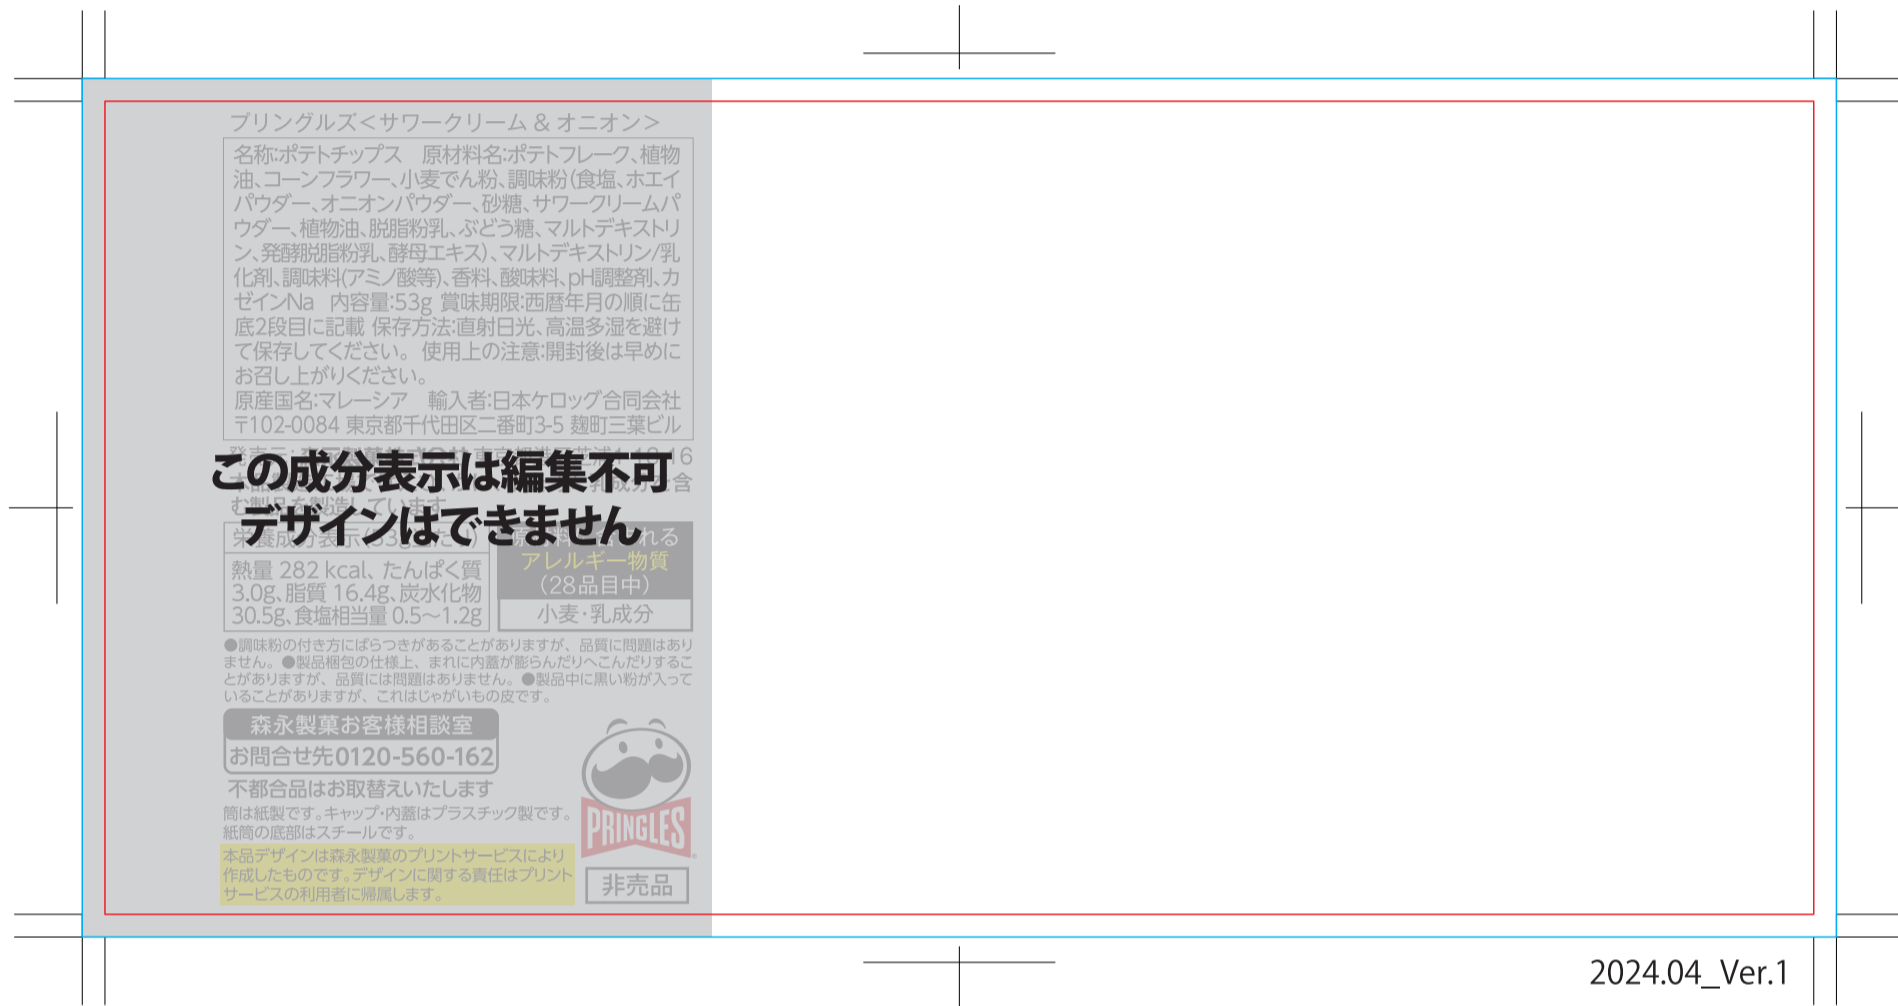 プリングルズ＜サワークリーム & オニオン＞
名称:ポテトチップス　原材料名:ポテトフレーク、植物
油、コーンフラワー、小麦でん粉、調味粉(食塩、ホエイ
パウダー、オニオンパウダー、砂糖、サワークリームパ
ウダー、植物油、脱脂粉乳、ぶどう糖、マルトデキストリ
ン、発酵脱脂粉乳、酵母エキス)、マルトデキストリン/乳
化剤、調味料(アミノ酸等)、香料、酸味料、pH調整剤、カ
ゼインNa　内容量:53g 賞味期限:西暦年月の順に缶
底2段目に記載 保存方法:直射日光、高温多湿を避け
て保存してください。 使用上の注意:開封後は早めに
お召し上がりください。
原産国名:マレーシア　輸入者:日本ケロッグ合同会社
〒102-0084 東京都千代田区二番町3-5 麹町三葉ビル
この成分表示は編集不可
む製品を製造しています
デザインはできません
栄養成分表示
熱量 282 kcal、たんぱく質
3.0g、脂質 16.4g、炭水化物
30.5g、食塩相当量 0.5〜1.2g
れる
アレルギー物質
(28品目中)
小麦・乳成分
●調味粉の付き方にばらつきがあることがありますが、品質に問題はあり
ません。●製品梱包の仕様上、まれに内蓋が膨らんだりへこんだりするこ
とがありますが、品質には問題はありません。●製品中に黒い粉が入って
いることがありますが、これはじゃがいもの皮です。
森永製菓お客様相談室
お問合せ先0120-560-162
不都合品はお取替えいたします
筒は紙製です。キャップ・内蓋はプラスチック製です。
紙筒の底部はスチールです。
本品デザインは森永製菓のプリントサービスにより
作成したものです。デザインに関する責任はプリント
サービスの利用者に帰属します。
PRINGLES
非売品
2024.04_Ver.1